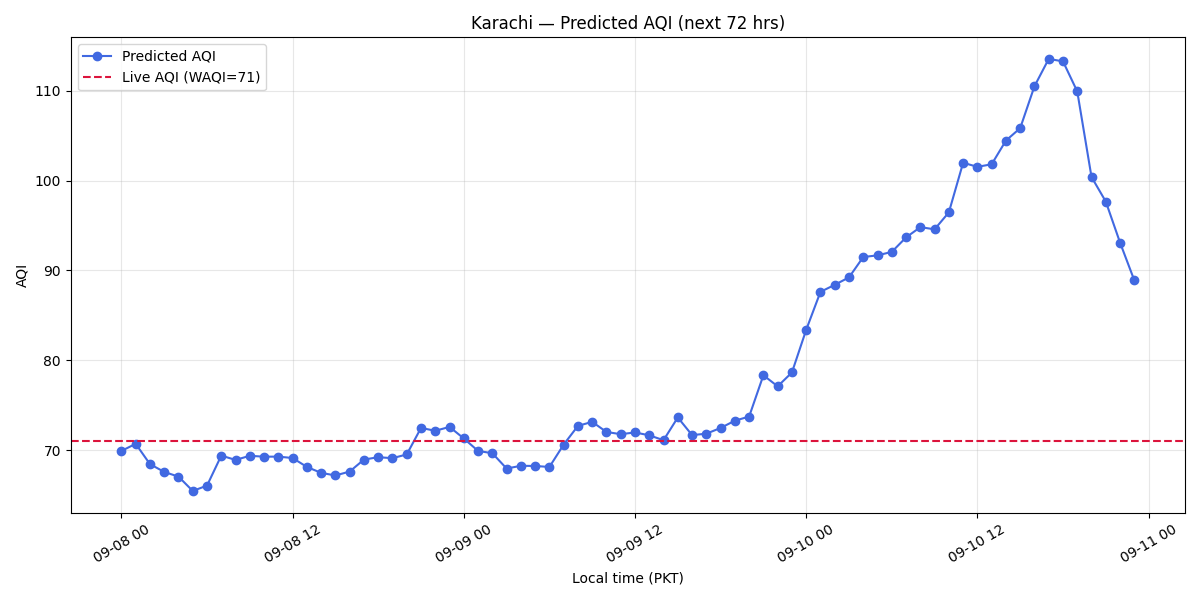 Karachi — Predicted AQI (next 72 hrs)
Predicted AQI
Live AQI (WAQI=71)
AQI
110
100
90
80
70
09-08 00
09-08 12
09-09 00
09-09 12
09-10 00
09-10 12
09-11 00
Local time (PKT)